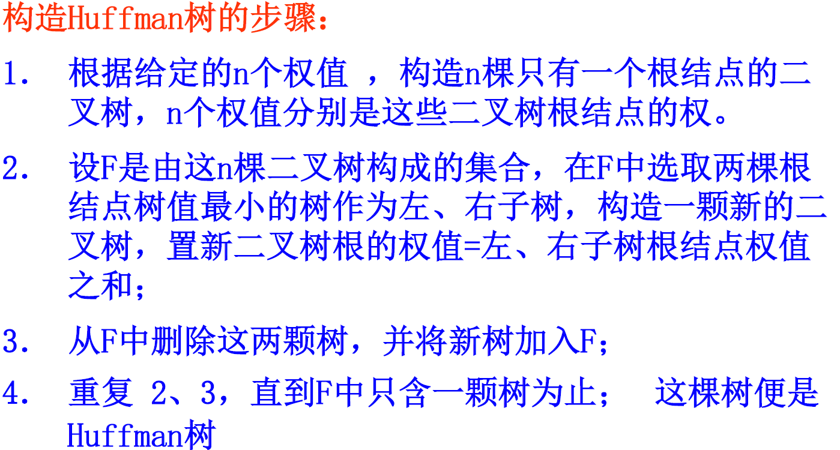 构造Huffman树的步骤：
1. 根据给定的n个权值 ，构造n棵只有一个根结点的二
叉树，n个权值分别是这些二叉树根结点的权。
2. 设F是由这n棵二叉树构成的集合，在F中选取两棵根
结点树值最小的树作为左、右子树，构造一颗新的二
叉树，置新二叉树根的权值=左、右子树根结点权值
之和；
3. 从F中删除这两颗树，并将新树加入F；
4. 重复 2、3，直到F中只含一颗树为止； 这棵树便是
Huffman树